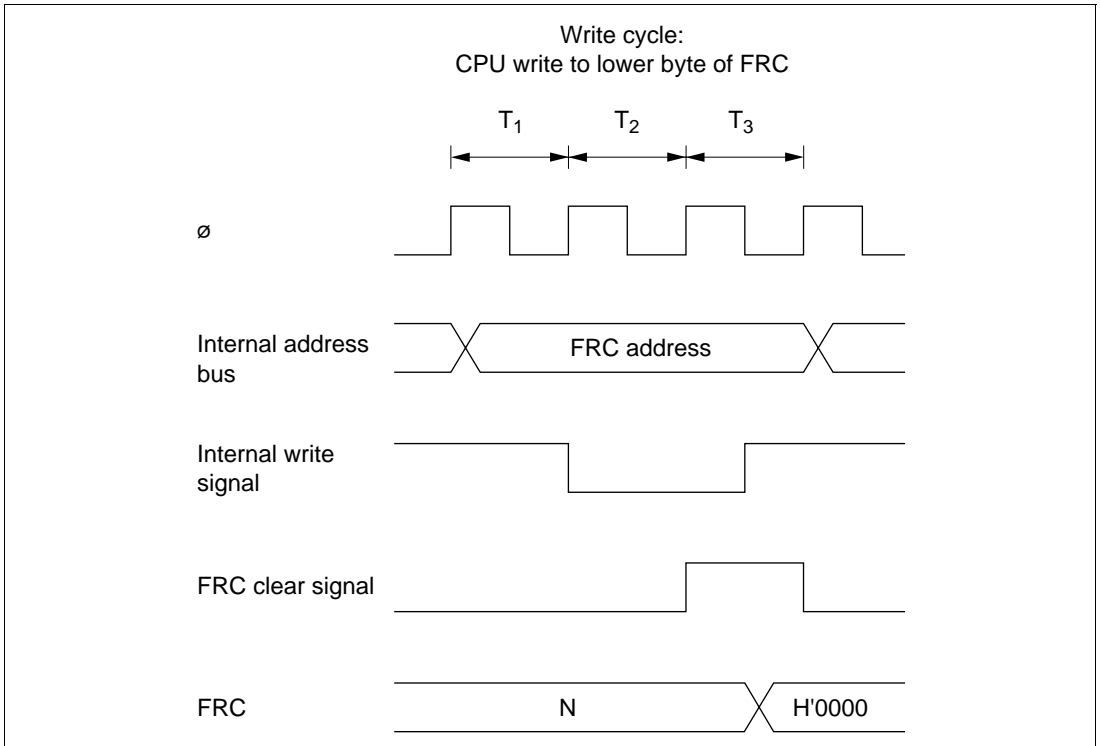 Write cycle:
CPU write to lower byte of FRC
T1 T2 T3
ø
Internal address
bus
FRC address
Internal write
signal
FRC clear signal
FRC
N
H'0000